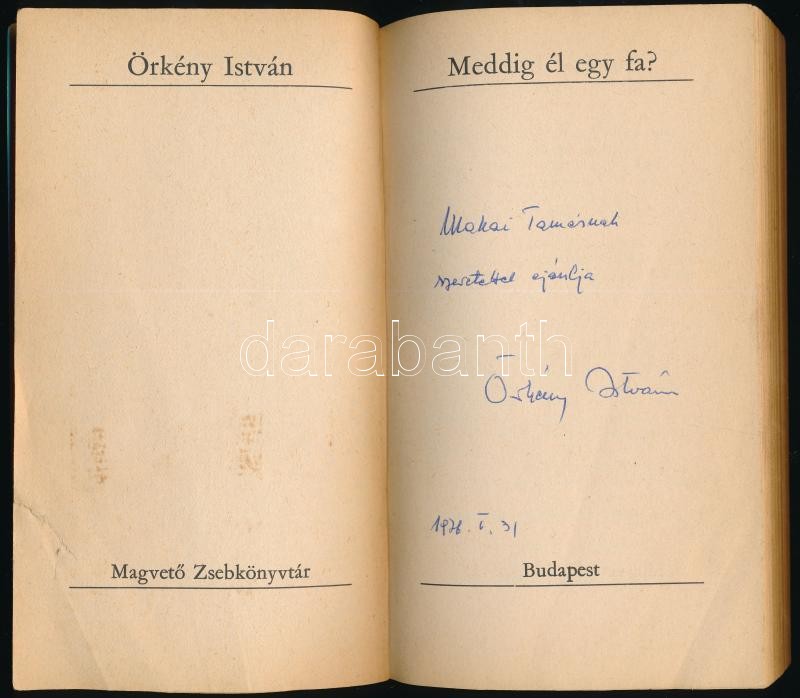 Örkény István
Magvető Zsebkönyvtár
Meddig él egy fa?
Makai Tamásnak
szeretettel ajánlja
Örkény István
1976. I. 31
Budapest
darabanth